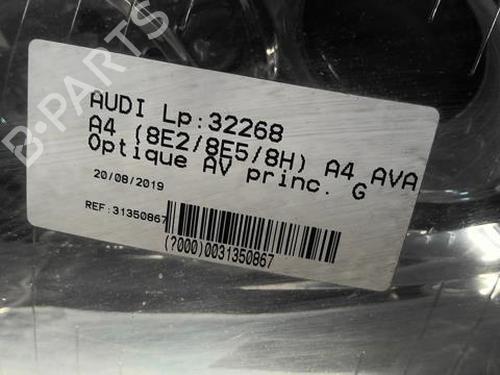 B-PARTS
AUDI Lp:32268
A4 (8E2/8E5/8H) A4 AVA
Optique AV princ. G
20/08/2019
REF:31350867
(?000)0031350867